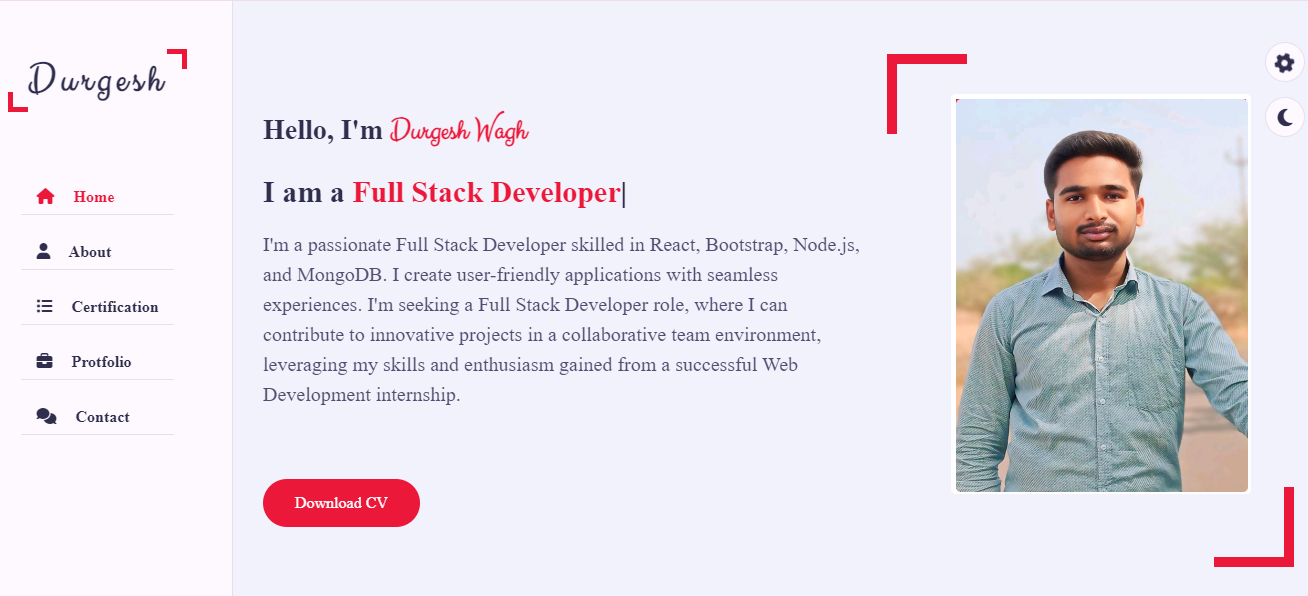 Durgesh
Home
About
Certification
Protfolio
Contact
Hello, I'm Durgesh Wagh
I am a Full Stack Developer|
I'm a passionate Full Stack Developer skilled in React, Bootstrap, Node.js,
and MongoDB. I create user-friendly applications with seamless
experiences. I'm seeking a Full Stack Developer role, where I can
contribute to innovative projects in a collaborative team environment,
leveraging my skills and enthusiasm gained from a successful Web
Development internship.
Download CV